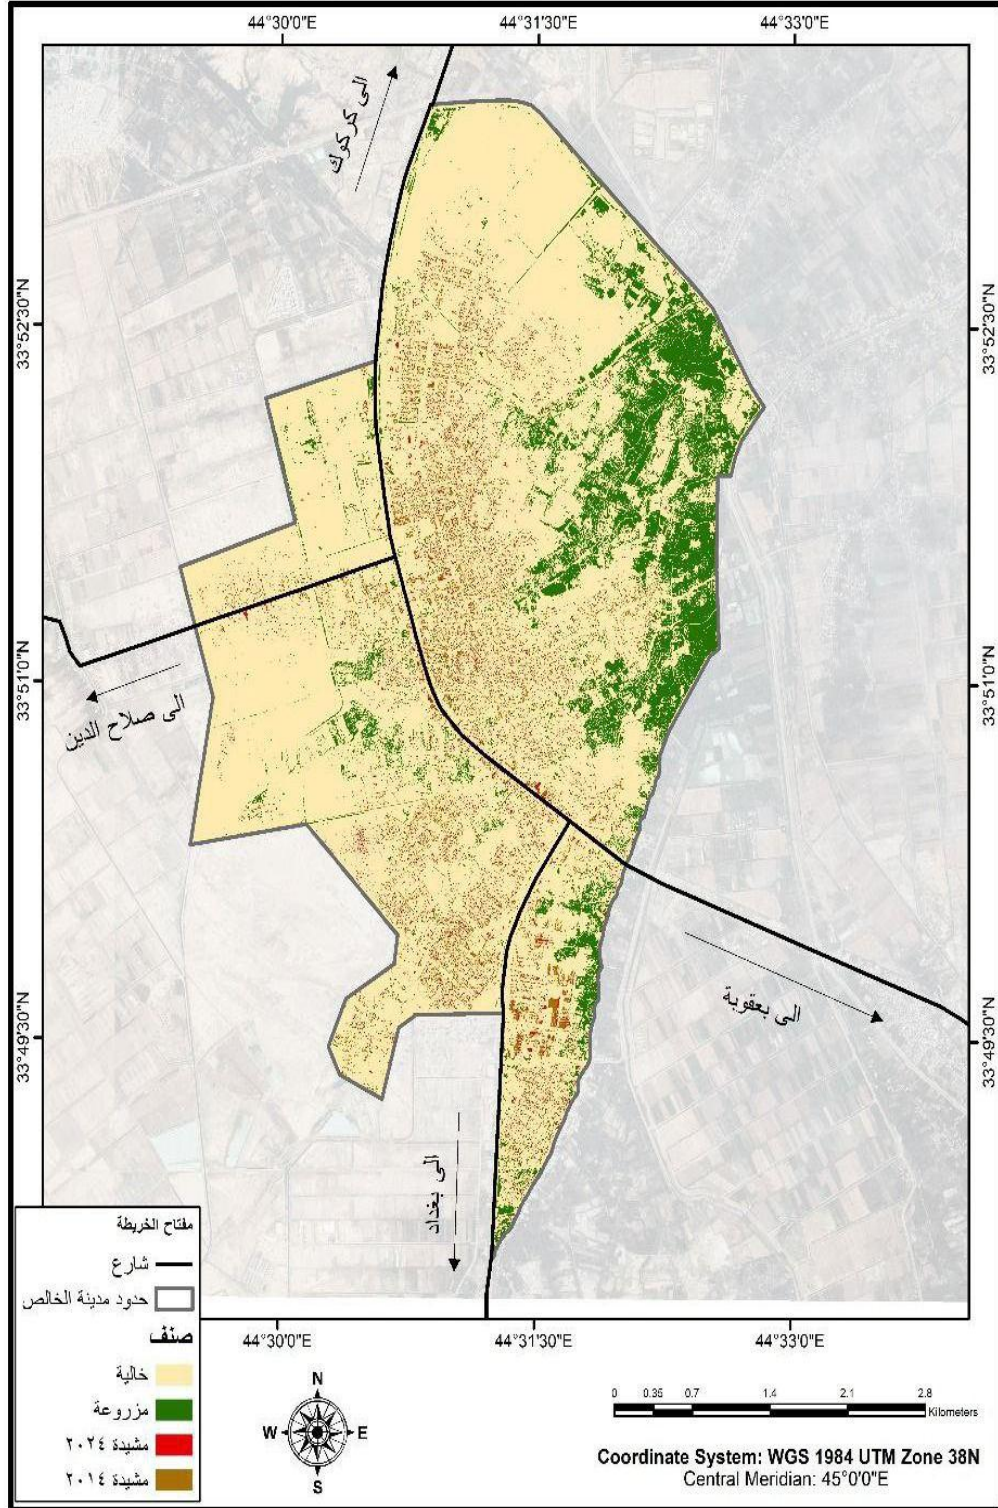 44°30'0"E
44°31'30"E
44°33'0"E
الى كركوك
33°52'30"N
33°52'30"N
33°51'0"N
33°51'0"N
الى صلاح الدين
الى بعقوبة
33°49'30"N
33°49'30"N
الى بغداد
مفتاح الخريطة
شارع
حدود مدينة الخالص
صنف
خالية
مزروعة
مشيدة ٢٠٢٤
مشيدة ٢٠١٤
44°30'0"E
44°31'30"E
44°33'0"E
N
W
E
S
0 0.35 0.7 1.4 2.1 2.8
Kilometers
Coordinate System: WGS 1984 UTM Zone 38N
Central Meridian: 45°0'0"E